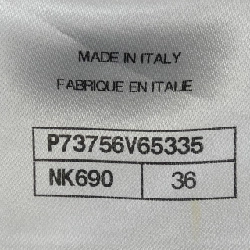 MADE IN ITALY
FABRIQUE EN ITALIE
P73756V65335
NK690 36